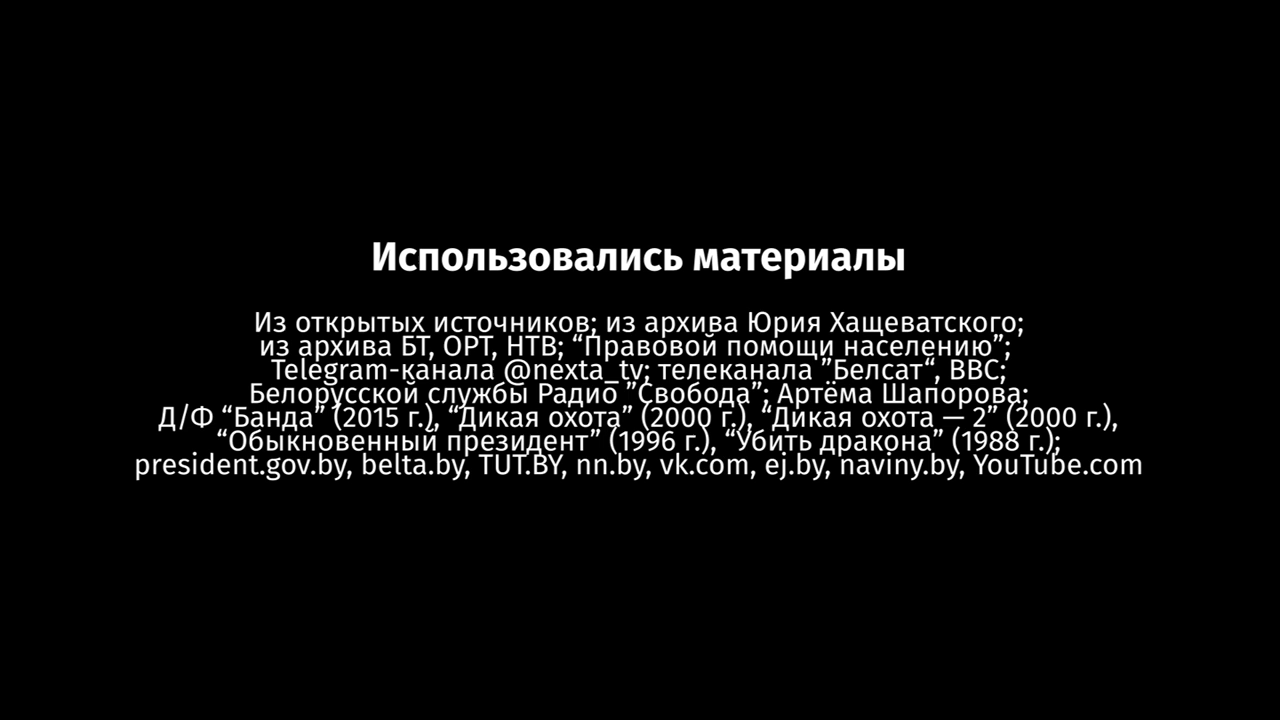 Использовались материалы
Из открытых источников; из архива Юрия Хащеватского;
из архива БТ, ОРТ, НТВ; “Правовой помощи населению”;
Telegram-канала @nexta_tv; телеканала ”Белсат“, BBC;
Белорусской службы Радио ”Свобода”; Артёма Шапорова;
Д/Ф “Банда” (2015 г.), “Дикая охота” (2000 г.), “Дикая охота — 2” (2000 г.),
“Обыкновенный президент” (1996 г.), “Убить дракона” (1988 г.);
president.gov.by, belta.by, TUT.BY, nn.by, vk.com, ej.by, naviny.by, YouTube.com